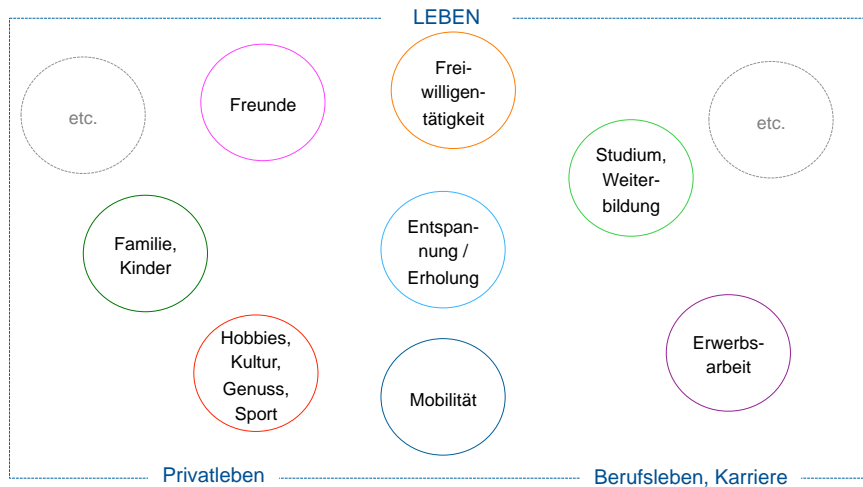 LEBEN
etc.
Freunde
Frei-
willigen-
tätigkeit
etc.
Studium,
Weiter-
bildung
Familie,
Kinder
Entspan-
nung /
Erholung
Hobbies,
Kultur,
Genuss,
Sport
Mobilität
Erwerbs-
arbeit
Privatleben
Berufsleben, Karriere